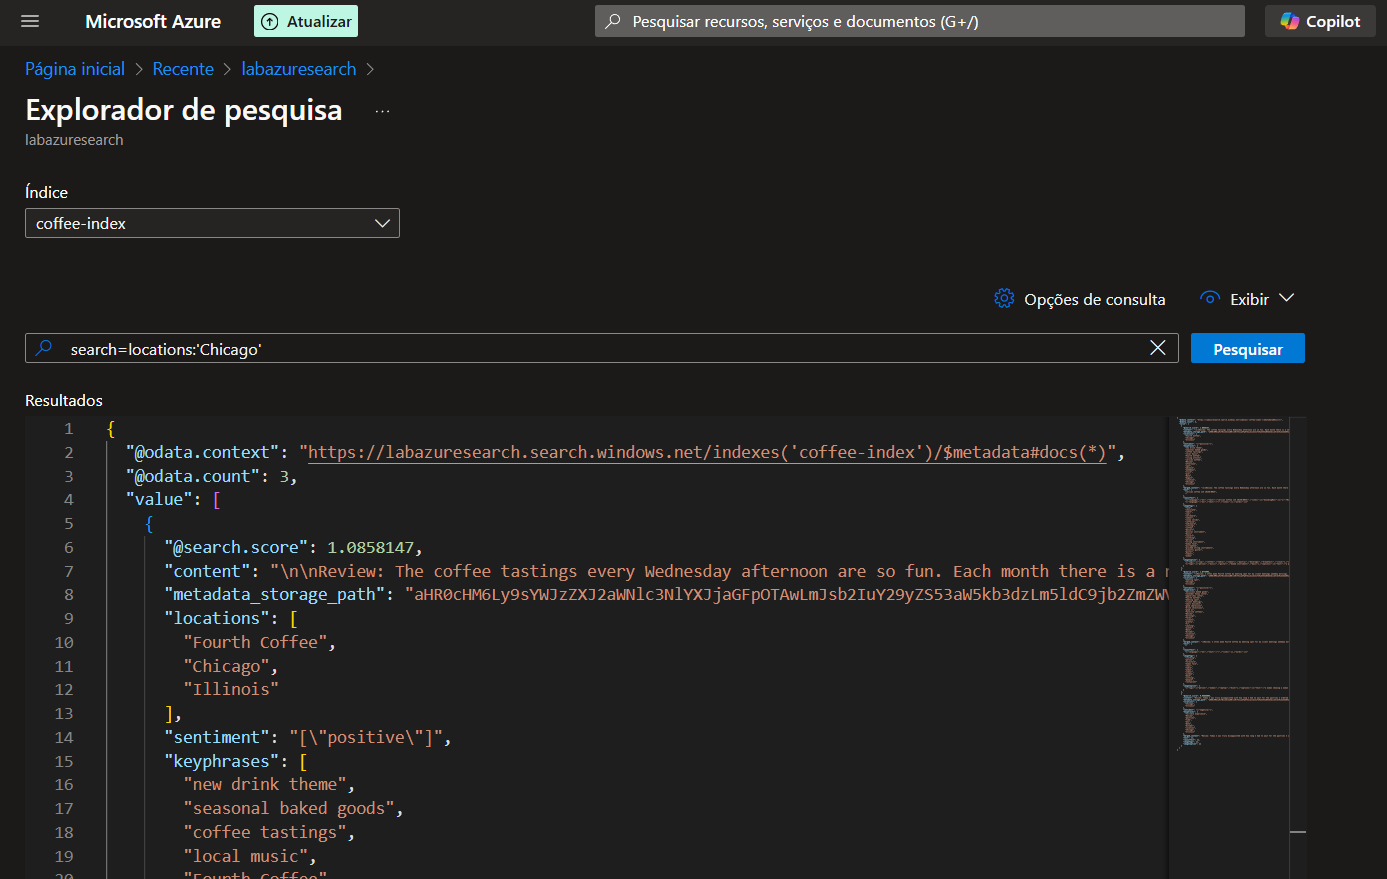 Microsoft Azure
Atualizar
Pesquisar recursos, serviços e documentos (G+/)
Copilot
Página inicial > Recente > labazuresearch >
Explorador de pesquisa ...
labazuresearch
Índice
coffee-index
Opções de consulta
Exibir
search=locations:'Chicago'
Pesquisar
Resultados
1 {
2 "@odata.context": "https://labazuresearch.search.windows.net/indexes('coffee-index')/$metadata#docs(*)",
3 "@odata.count": 3,
4 "value": [
5 {
6 "@search.score": 1.0858147,
7 "content": "\n\nReview: The coffee tastings every Wednesday afternoon are so fun. Each month there is a
8 "metadata_storage_path": "aHR0cHM6Ly9sYWJzZXJ2aWNlc3NlYXJjaGFpOTAwLmJsb2IuY29yZS53aW5kb3dzLm5ldC9jb2ZmZW
9 "locations": [
10 "Fourth Coffee",
11 "Chicago",
12 "Illinois"
13 ],
14 "sentiment": "[\"positive\"]",
15 "keyphrases": [
16 "new drink theme",
17 "seasonal baked goods",
18 "coffee tastings",
19 "local music",
20 "Fourth Coffee"